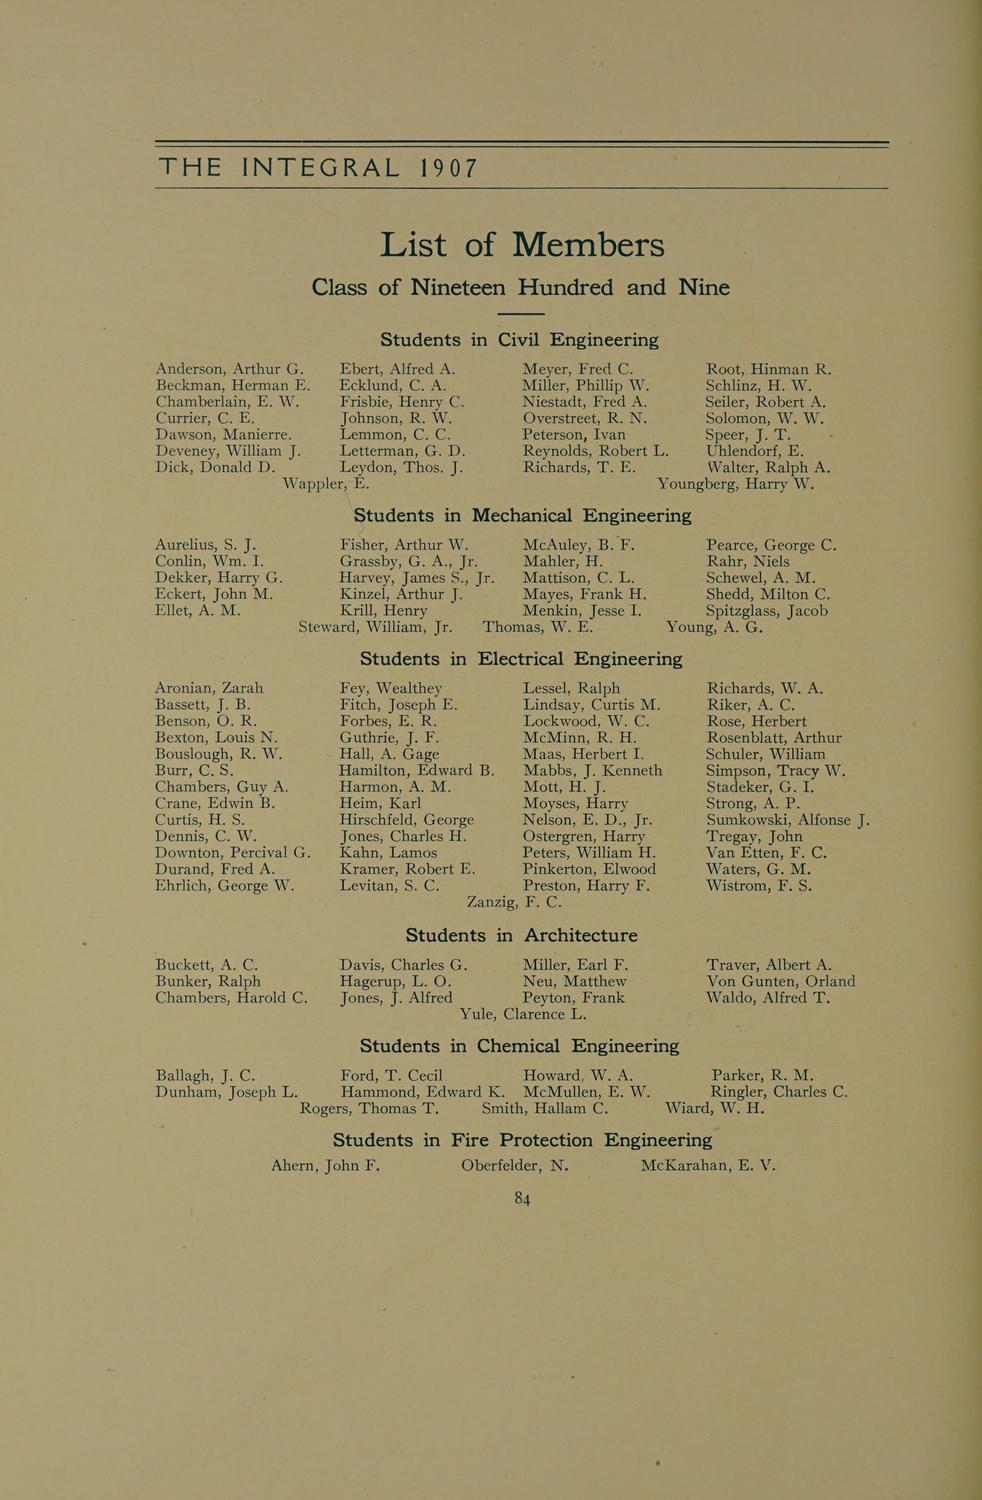 THE INTEGRAL 1907
List of Members
Class of Nineteen Hundred and Nine
Students in Civil Engineering
Anderson, Arthur G. Ebert, Alfred A. Meyer, Fred C. Root, Hinman R.
Beckman, Herman E. Ecklund, C. A. Miller, Phillip W. Schlinz, H. W.
Chamberlain, E. W. Frisbie, Henry C. Niestadt, Fred A. Seiler, Robert A.
Currier, C. E. Johnson, R. W. Overstreet, R. N. Solomon, W. W.
Dawson, Manierre. Lemmon, C. C. Peterson, Ivan Speer, J. T.
Deveney, William J. Letterman, G. D. Reynolds, Robert L. Uhlendorf, E.
Dick, Donald D. Leydon, Thos. J. Richards, T. E. Walter, Ralph A.
Wappler, E. Youngberg, Harry W.
Students in Mechanical Engineering
Aurelius, S. J. Fisher, Arthur W. McAuley, B. F. Pearce, George C.
Conlin, Wm. I. Grassby, G. A., Jr. Mahler, H. Rahr, Niels
Dekker, Harry G. Harvey, James S., Jr. Mattison, C. L. Schewel, A. M.
Eckert, John M. Kinzel, Arthur J. Mayes, Frank H. Shedd, Milton C.
Ellet, A. M. Krill, Henry Menkin, Jesse I. Spitzglass, Jacob
Steward, William, Jr. Thomas, W. E. Young, A. G.
Students in Electrical Engineering
Aronian, Zarah Fey, Wealthey Lessel, Ralph Richards, W. A.
Bassett, J. B. Fitch, Joseph E. Lindsay, Curtis M. Riker, A. C.
Benson, O. R. Forbes, E. R. Lockwood, W. C. Rose, Herbert
Bexton, Louis N. Guthrie, J. F. McMinn, R. H. Rosenblatt, Arthur
Bouslough, R. W. Hall, A. Gage Maas, Herbert I. Schuler, William
Burr, C. S. Hamilton, Edward B. Mabbs, J. Kenneth Simpson, Tracy W.
Chambers, Guy A. Harmon, A. M. Mott, H. J. Stadeker, G. I.
Crane, Edwin B. Heim, Karl Moyses, Harry Strong, A. P.
Curtis, H. S. Hirschfeld, George Nelson, E. D., Jr. Sumkowski, Alfonse J.
Dennis, C. W. Jones, Charles H. Ostergren, Harry Tregay, John
Downton, Percival G. Kahn, Lamos Peters, William H. Van Etten, F. C.
Durand, Fred A. Kramer, Robert E. Pinkerton, Elwood Waters, G. M.
Ehrlich, George W. Levitan, S. C. Preston, Harry F. Wistrom, F. S.
Zanzig, F. C.
Students in Architecture
Buckett, A. C. Davis, Charles G. Miller, Earl F. Traver, Albert A.
Bunker, Ralph Hagerup, L. O. Neu, Matthew Von Gunten, Orland
Chambers, Harold C. Jones, J. Alfred Peyton, Frank Waldo, Alfred T.
Yule, Clarence L.
Students in Chemical Engineering
Ballagh, J. C. Ford, T. Cecil Howard, W. A. Parker, R. M.
Dunham, Joseph L. Hammond, Edward K. McMullen, E. W. Ringler, Charles C.
Rogers, Thomas T. Smith, Hallam C. Wiard, W. H.
Students in Fire Protection Engineering
Ahern, John F. Oberfelder, N. McKarahan, E. V.
84